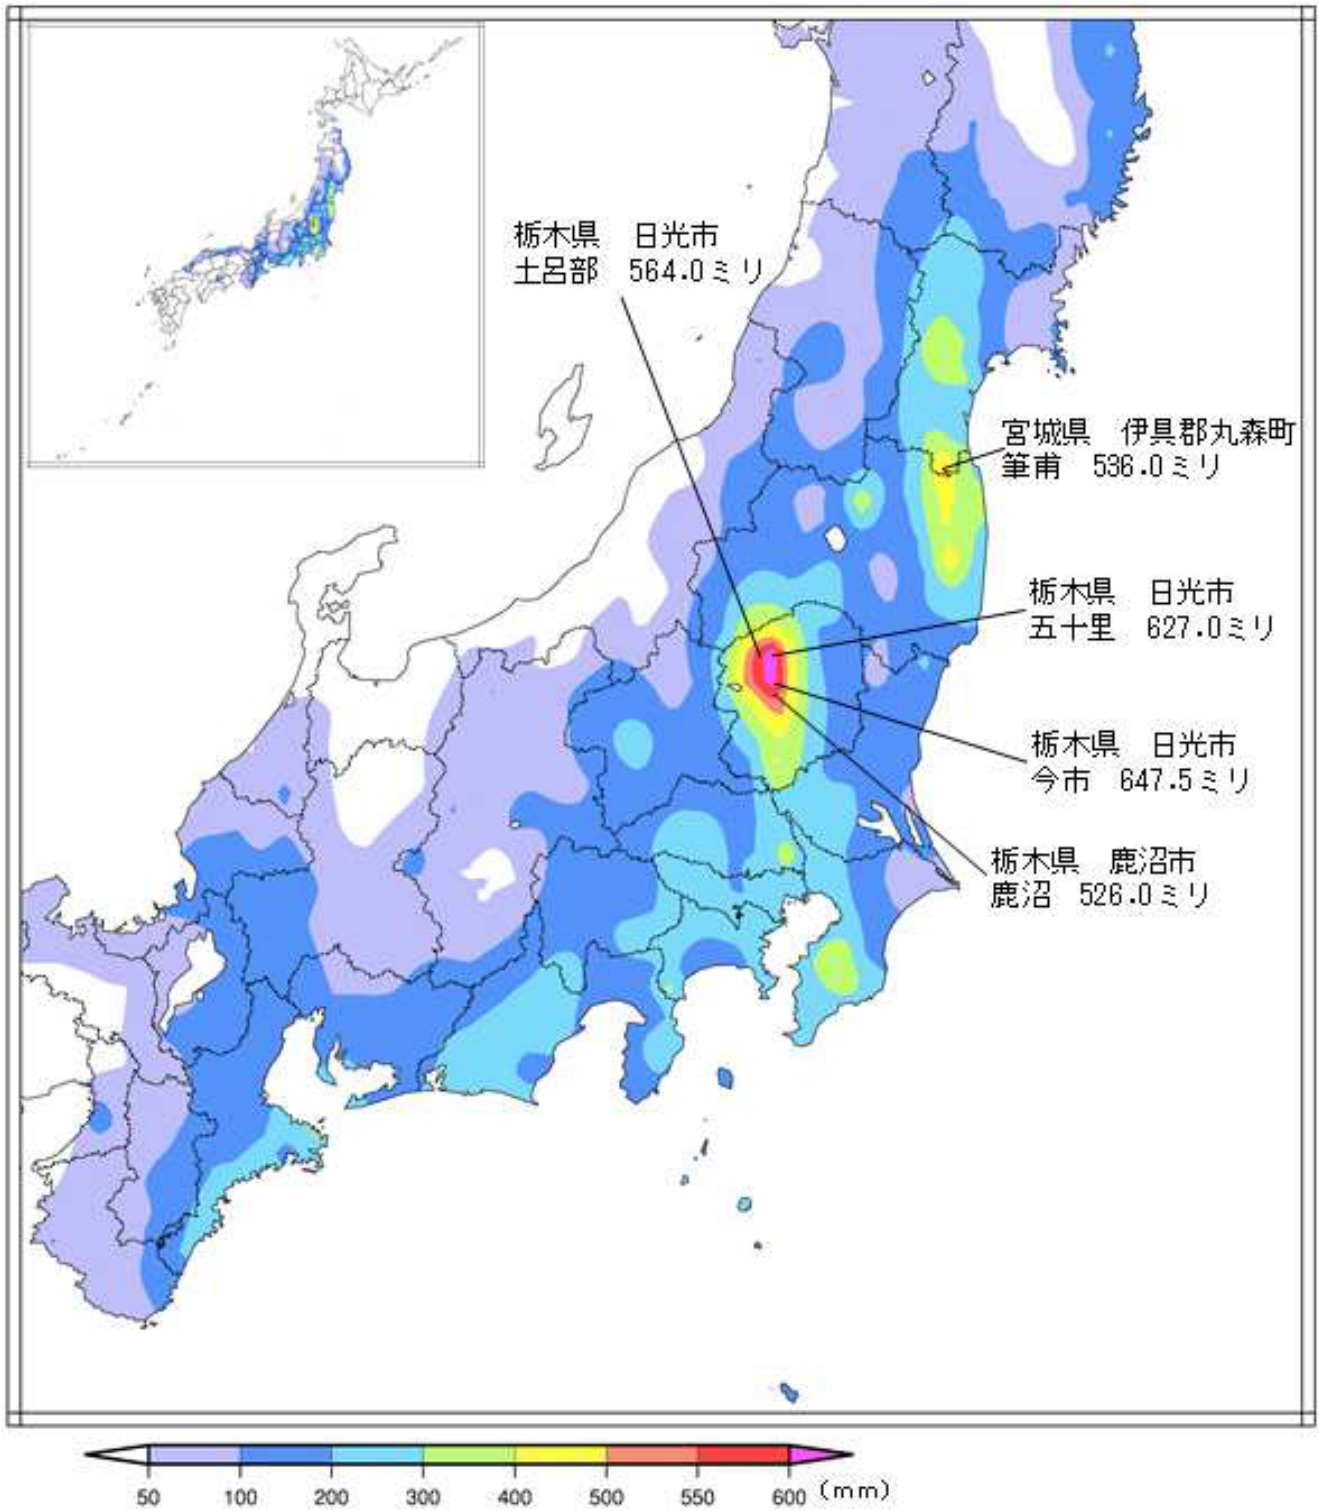 栃木県　日光市
土呂部　564.0ミリ
宮城県　伊具郡丸森町
筆甫　536.0ミリ
栃木県　日光市
五十里　627.0ミリ
栃木県　日光市
今市　647.5ミリ
栃木県　鹿沼市
鹿沼　526.0ミリ
50 100 200 300 400 500 550 600 (mm)